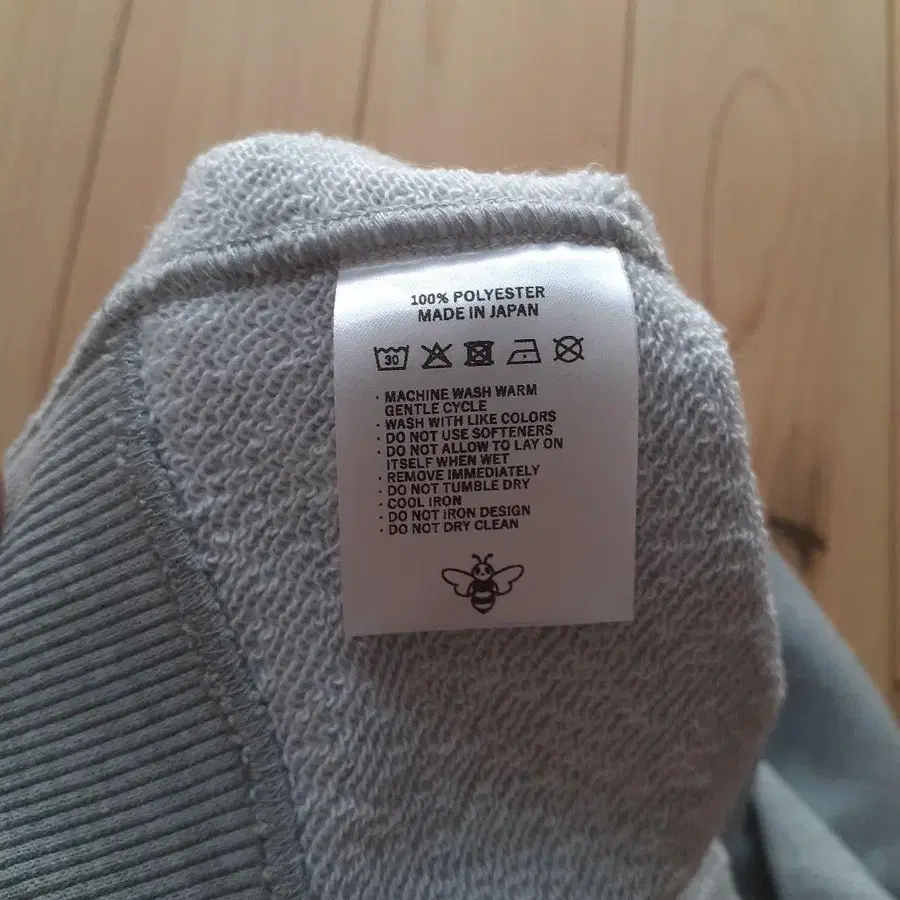 100% POLYESTER
MADE IN JAPAN
30
· MACHINE WASH WARM
GENTLE CYCLE
· WASH WITH LIKE COLORS
· DO NOT USE SOFTENERS
· DO NOT ALLOW TO LAY ON
ITSELF WHEN WET
· REMOVE IMMEDIATELY
· DO NOT TUMBLE DRY
· COOL IRON
· DO NOT IRON DESIGN
· DO NOT DRY CLEAN